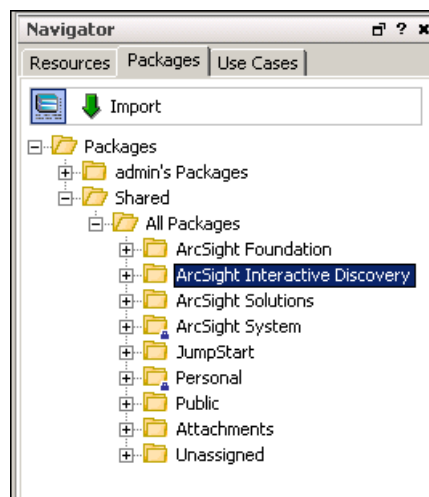 Navigator ?
Resources Packages Use Cases
Import
Packages
admin's Packages
Shared
All Packages
ArcSight Foundation
ArcSight Interactive Discovery
ArcSight Solutions
ArcSight System
JumpStart
Personal
Public
Attachments
Unassigned